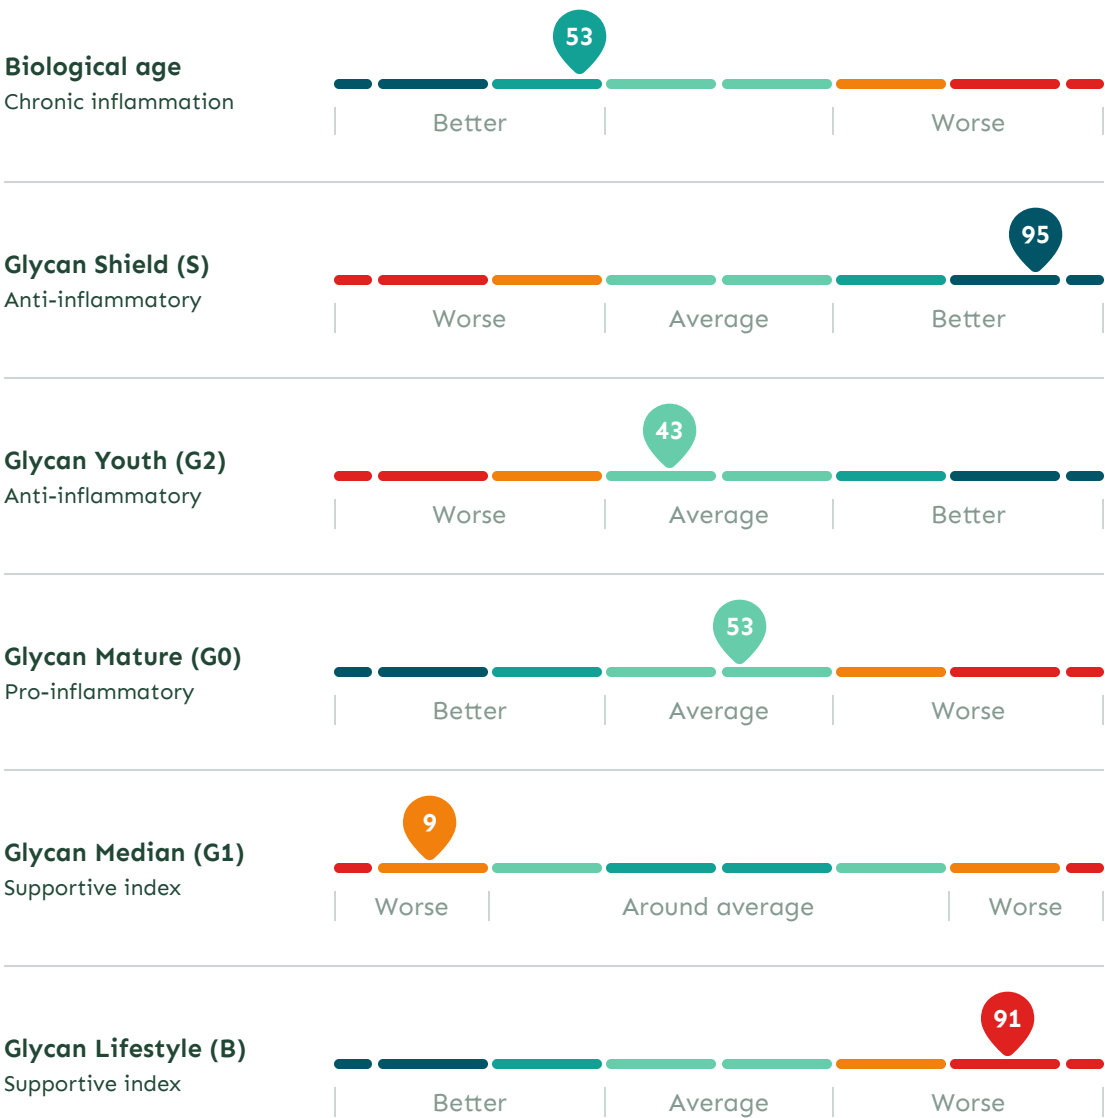 53
Biological age
Chronic inflammation
Better
Worse
95
Glycan Shield (S)
Anti-inflammatory
Worse
Average
Better
43
Glycan Youth (G2)
Anti-inflammatory
Worse
Average
Better
53
Glycan Mature (G0)
Pro-inflammatory
Better
Average
Worse
9
Glycan Median (G1)
Supportive index
Worse
Around average
Worse
91
Glycan Lifestyle (B)
Supportive index
Better
Average
Worse